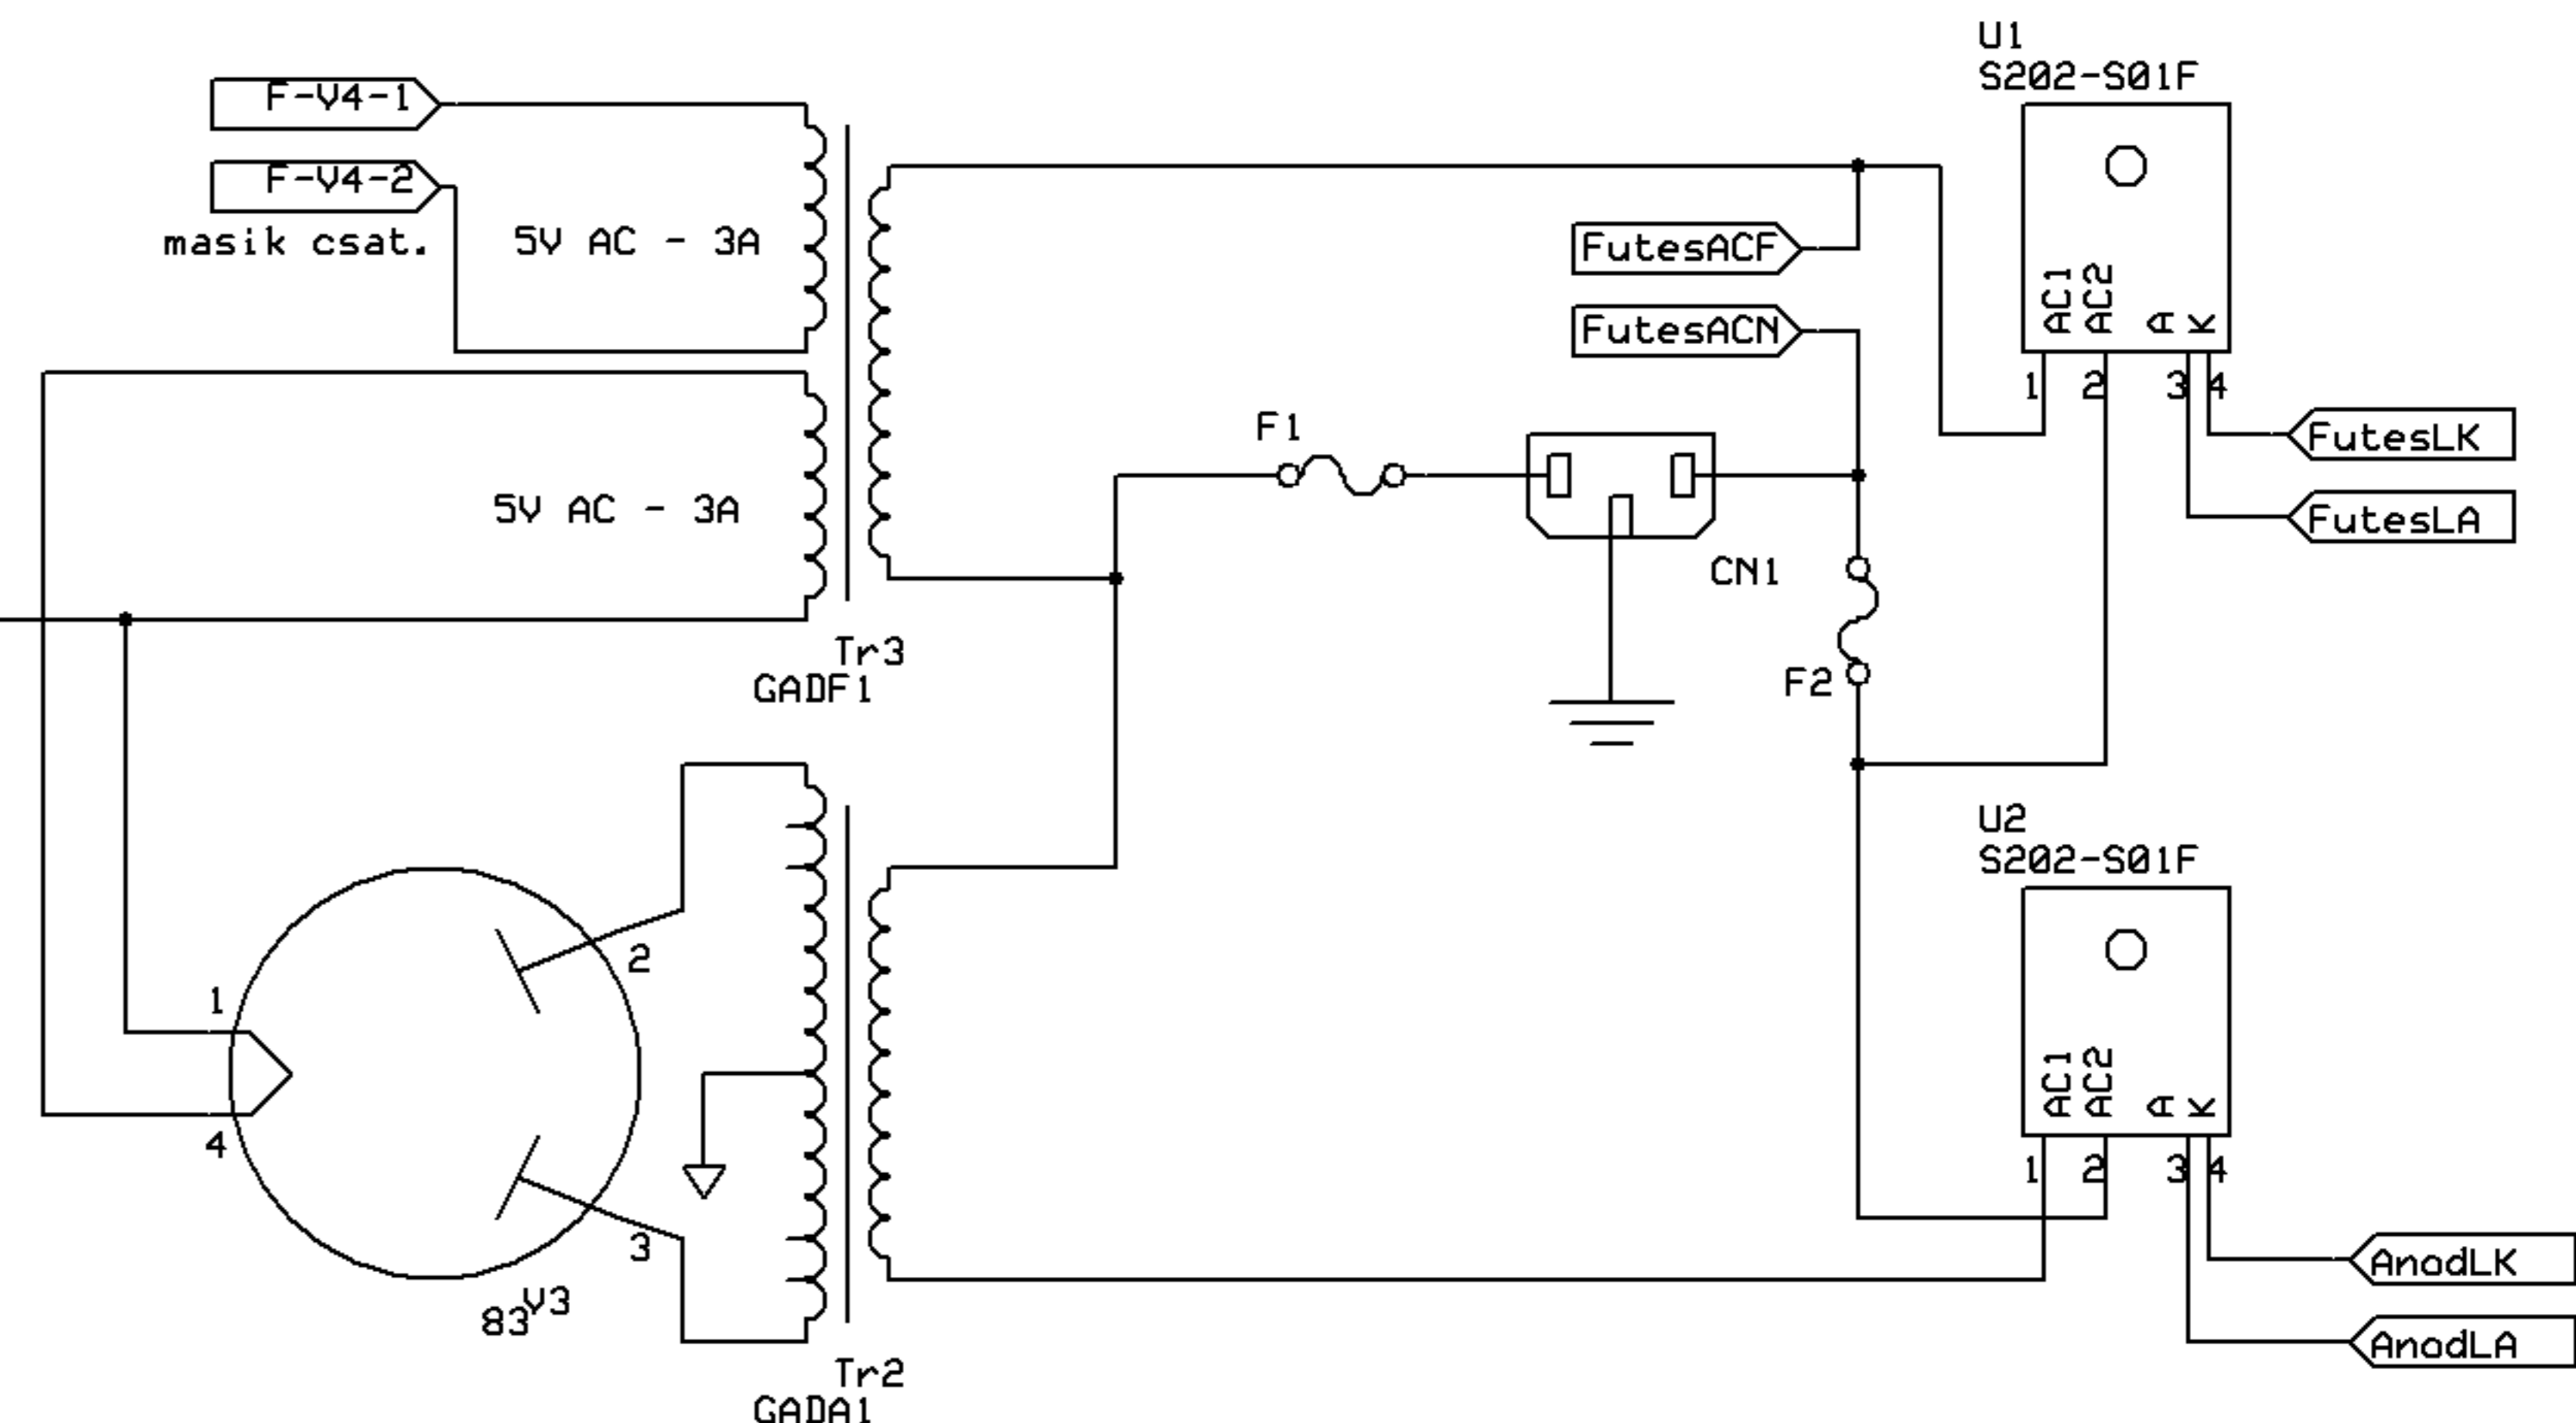 U1
S202-S01F
F-V4-1
F-V4-2
masik csat.
5V AC - 3A
FutesACF
FutesACN
AC1
AC2
A
K
1
2
3
4
FutesLK
FutesLA
F1
5V AC - 3A
CN1
F2
Tr3
GADF1
U2
S202-S01F
AC1
AC2
A
K
1
2
3
4
AnodLK
AnodLA
2
1
4
3
V3
83
Tr2
GADA1